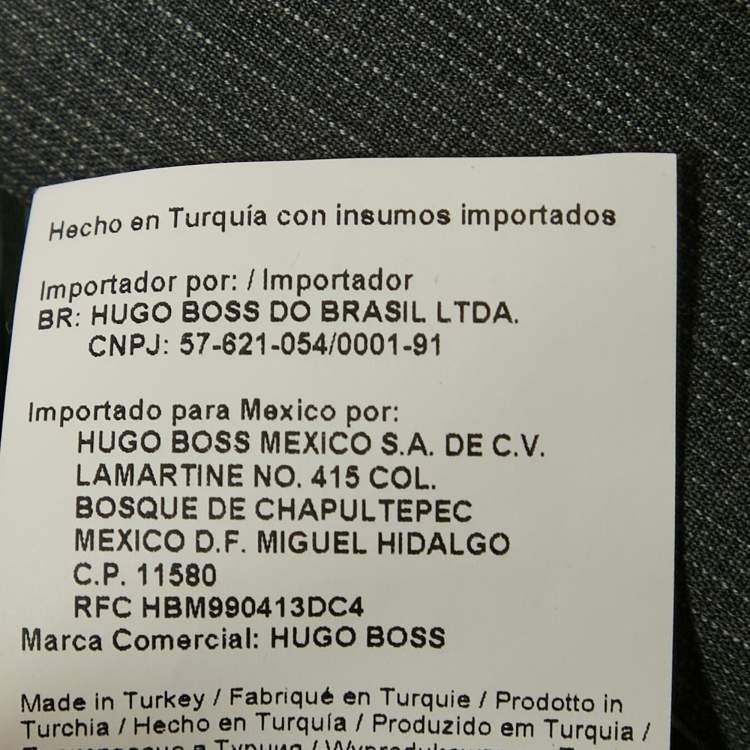 Hecho en Turquía con insumos importados
Importador por: / Importador
BR: HUGO BOSS DO BRASIL LTDA.
CNPJ: 57-621-054/0001-91
Importado para Mexico por:
HUGO BOSS MEXICO S.A. DE C.V.
LAMARTINE NO. 415 COL.
BOSQUE DE CHAPULTEPEC
MEXICO D.F. MIGUEL HIDALGO
C.P. 11580
RFC HBM990413DC4
Marca Comercial: HUGO BOSS
Made in Turkey / Fabriqué en Turquie / Prodotto in
Turchia / Hecho en Turquía / Produzido em Turquia /